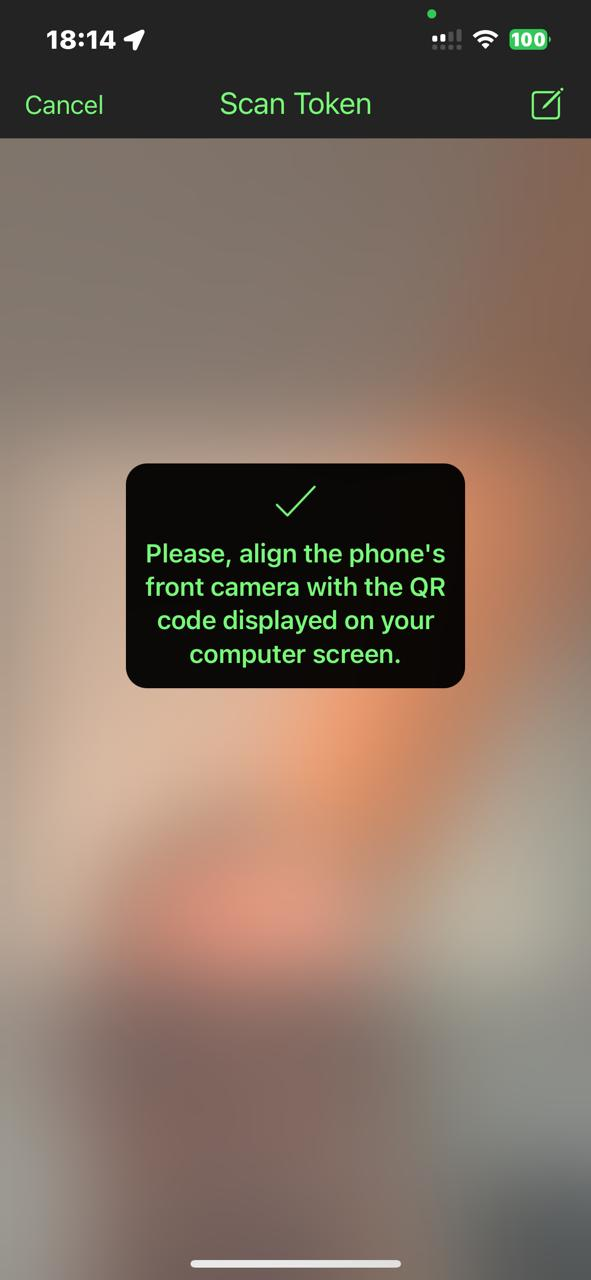 18:14
100
Cancel
Scan Token
Please, align the phone's
front camera with the QR
code displayed on your
computer screen.